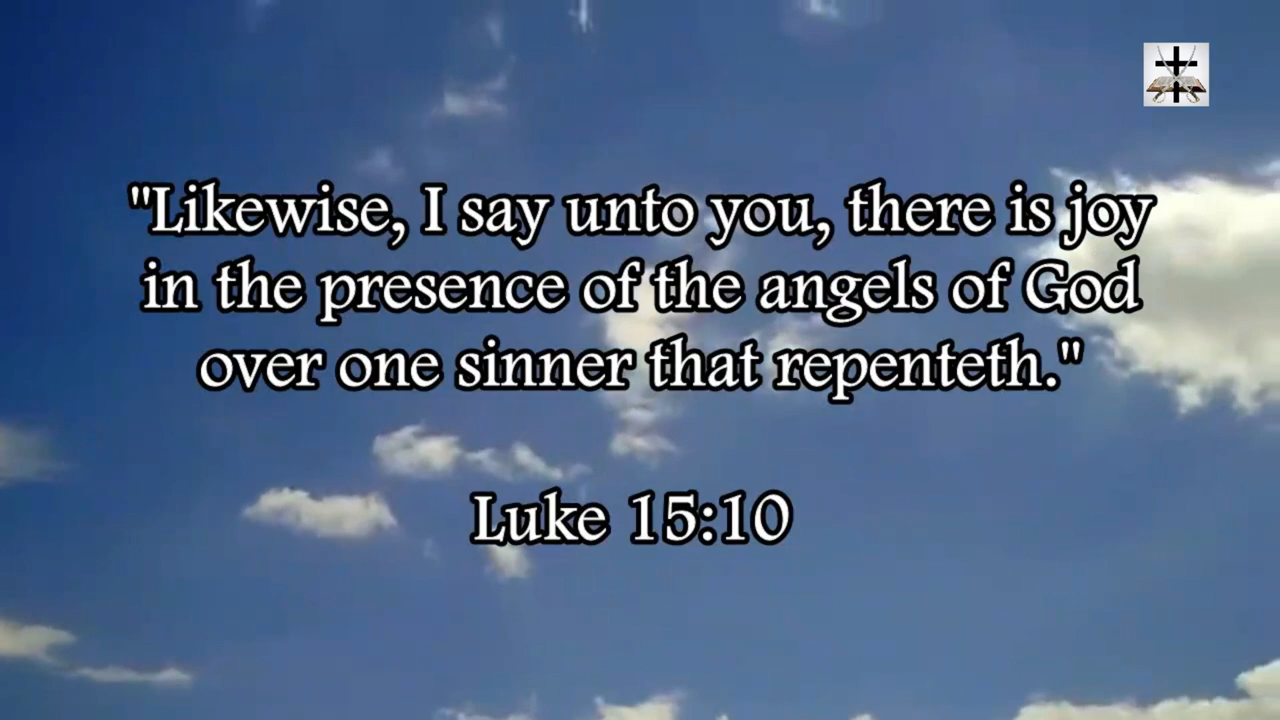 "Likewise, I say unto you, there is joy
in the presence of the angels of God
over one sinner that repenteth."
Luke 15:10